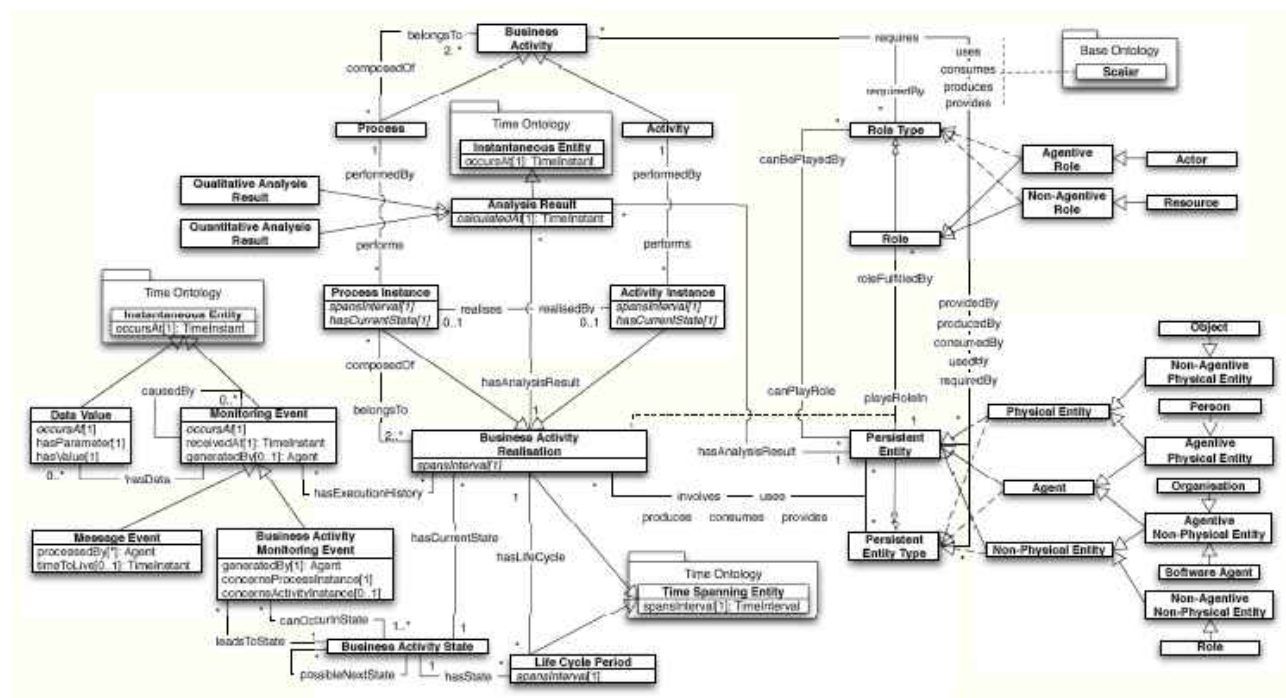 Business
Activity
belongsTo
2..*
composedOf
*
*
requires
uses
consumes
produces
provides
Base Ontology
Scalar
requiredBy
*
Process
1
Time Ontology
Instantaneous Entity
occursAt[1]: TimeInstant
Activity
1
Role Type
*
canBePlayedBy
Agentive
Role
Actor
Non-Agentive
Role
Resource
performedBy
performedBy
Qualitative Analysis
Result
Quantitative Analysis
Result
Analysis Result
calculatedAt[1]: TimeInstant
*
*
Role
*
roleFulfilledBy
performs
*
performs
*
Process Instance
spansInterval[1]
hasCurrentState[1]
realises
0..1
realisedBy
0..1
Activity Instance
spansInterval[1]
hasCurrentState[1]
Time Ontology
Instantaneous Entity
occursAt[1]: TimeInstant
providedBy
producedBy
consumedBy
usedBy
requiredBy
Object
Non-Agentive
Physical Entity
Person
Agentive
Physical Entity
Organisation
Agentive
Non-Physical Entity
Software Agent
Non-Agentive
Non-Physical Entity
Role
*
composedOf
belongsTo
2..*
hasAnalysisResult
1
canPlayRole
playsRoleIn
1
causedBy
0..*
Data Value
occursAt[1]
hasParameter[1]
hasValue[1]
0..*
hasData
Monitoring Event
occursAt[1]
receivedAt[1]: TimeInstant
generatedBy[0..1]: Agent
*
hasExecutionHistory
*
Business Activity
Realisation
spansInterval[1]
hasAnalysisResult
*
1
Persistent
Entity
*
Physical Entity
Agent
Non-Physical Entity
involves
uses
produces
consumes
provides
*
Persistent
Entity Type
*
Message Event
processedBy[*]: Agent
timeToLive[0..1]: TimeInstant
Business Activity
Monitoring Event
generatedBy[1]: Agent
concernsProcessInstance[1]
concernsActivityInstance[0..1]
*
hasCurrentState
1
1
hasLifeCycle
*
Time Ontology
Time Spanning Entity
spansInterval[1]: TimeInterval
*
*
canOccurInState
1..*
leadsToState
1
Business Activity State
*
possibleNextState
1
hasState
*
Life Cycle Period
spansInterval[1]